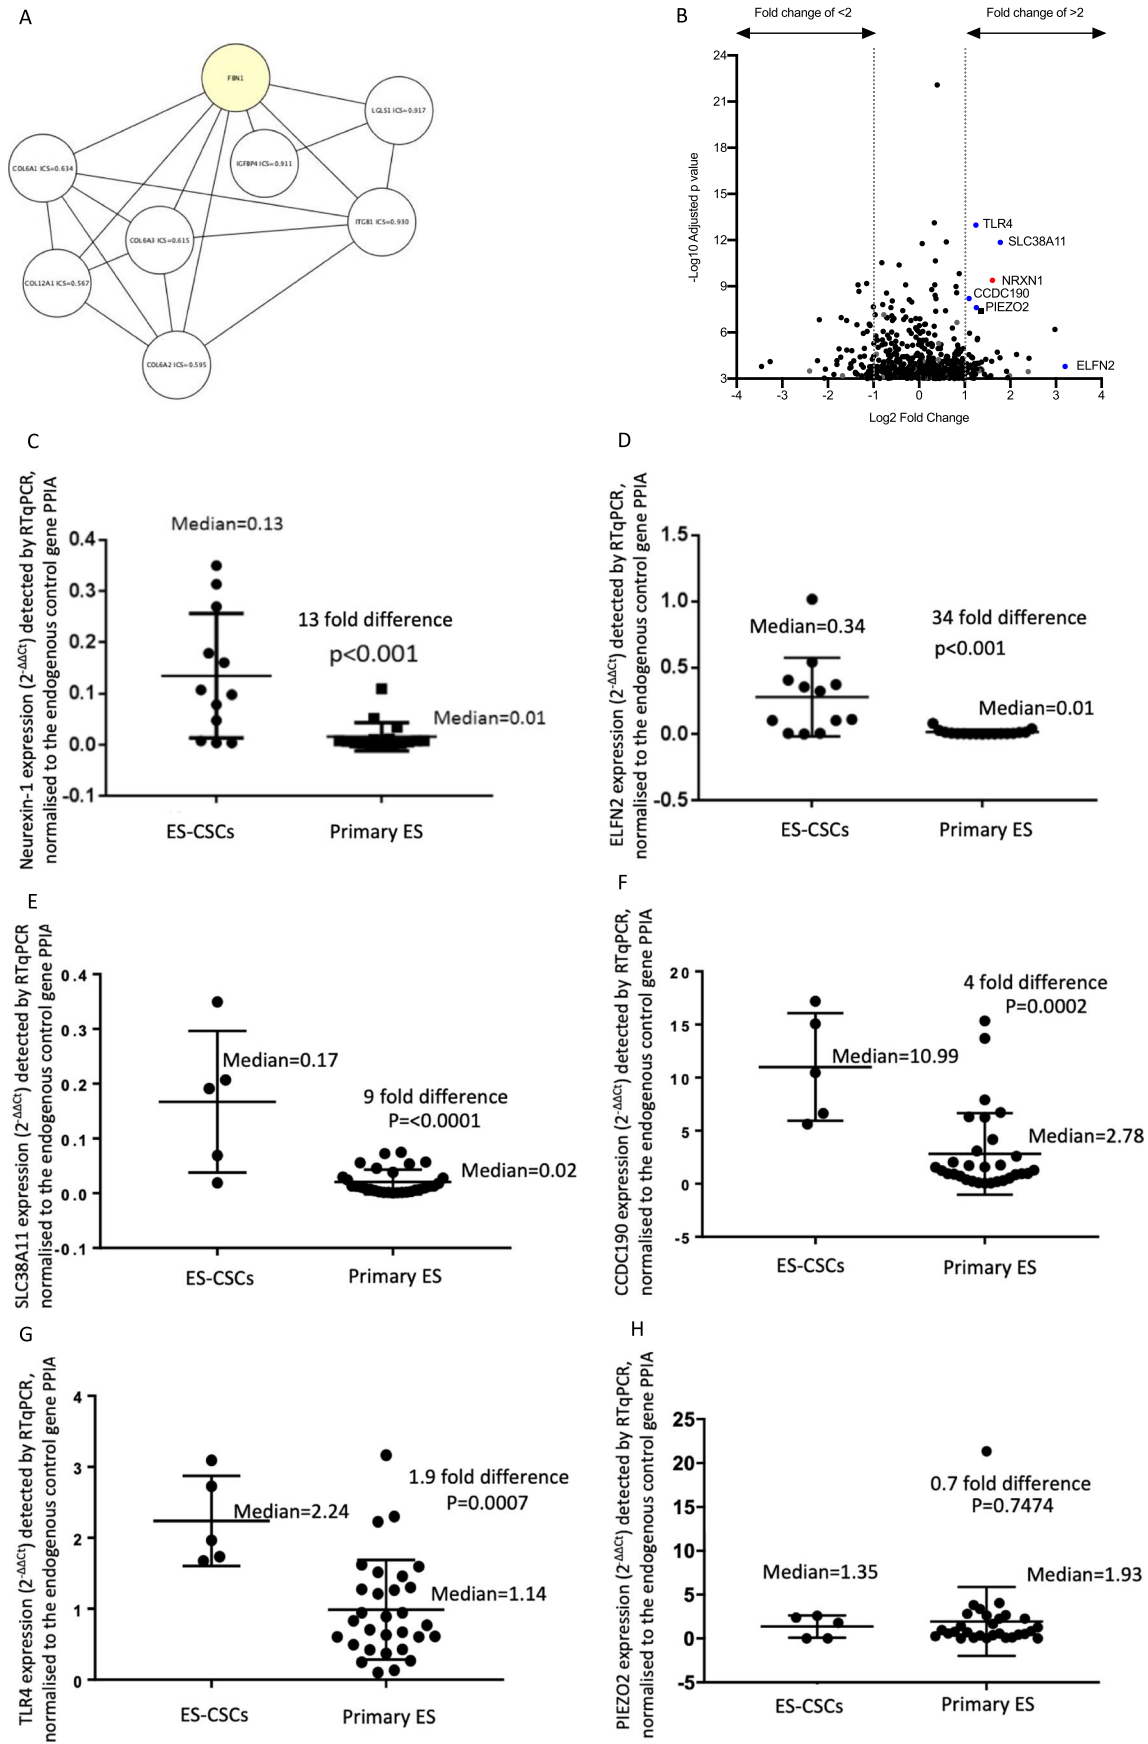 A
FBN1
LGLS1 ICS=0.917
IGFBP4 ICS=0.911
COL6A1 ICS=0.634
ITGB1 ICS=0.930
COL6A3 ICS=0.615
COL12A1 ICS=0.567
COL6A2 ICS=0.595
B
Fold change of <2
Fold change of >2
-Log10 Adjusted p value
24
21
18
15
12
9
6
3
TLR4
SLC38A11
NRXN1
CCDC190
PIEZO2
ELFN2
-4
-3
-2
-1
0
1
2
3
4
Log2 Fold Change
C
Neurexin-1 expression (2-ΔΔCt) detected by RTqPCR,
normalised to the endogenous control gene PPIA
0.4
0.3
0.2
0.1
0.0
-0.1
Median=0.13
13 fold difference
p<0.001
Median=0.01
ES-CSCs
Primary ES
D
ELFN2 expression (2-ΔΔCt) detected by RTqPCR,
normalised to the endogenous control gene PPIA
1.5
1.0
0.5
0.0
-0.5
Median=0.34
34 fold difference
p<0.001
Median=0.01
ES-CSCs
Primary ES
E
SLC38A11 expression (2-ΔΔCt) detected by RTqPCR
normalised to the endogenous control gene PPIA
0.4
0.3
0.2
0.1
0.0
-0.1
Median=0.17
9 fold difference
P=<0.0001
Median=0.02
ES-CSCs
Primary ES
F
CCDC190 expression (2-ΔΔCt) detected by RTqPCR,
normalised to the endogenous control gene PPIA
20
15
10
5
0
-5
Median=10.99
4 fold difference
P=0.0002
Median=2.78
ES-CSCs
Primary ES
G
TLR4 expression (2-ΔΔCt) detected by RTqPCR,
normalised to the endogenous control gene PPIA
4
3
2
1
0
Median=2.24
1.9 fold difference
P=0.0007
Median=1.14
ES-CSCs
Primary ES
H
PIEZO2 expression (2-ΔΔCt) detected by RTqPCR,
normalised to the endogenous control gene PPIA
25
20
15
10
5
0
-5
Median=1.35
0.7 fold difference
P=0.7474
Median=1.93
ES-CSCs
Primary ES